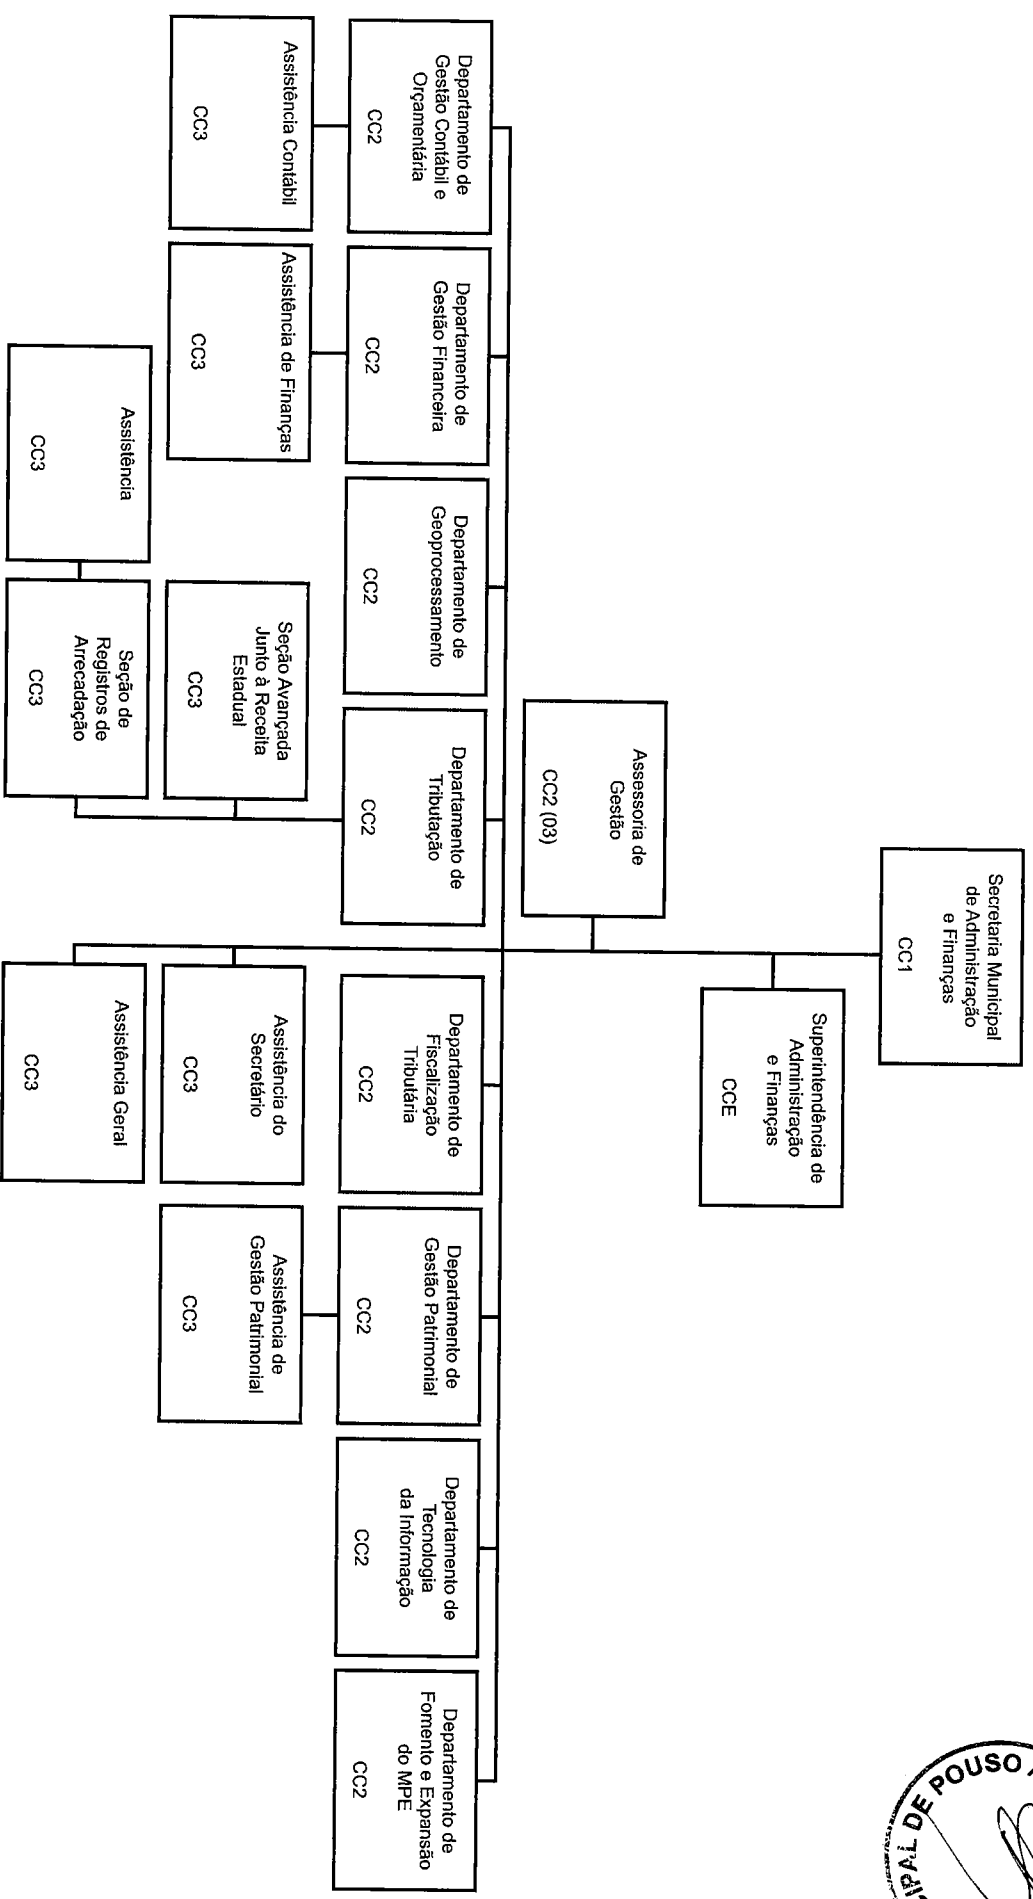 Secretaria Municipal
de Administração
e Finanças
CC1
Superintendência de
Administração
e Finanças
CCE
Assessoria de
Gestão
CC2 (03)
Departamento de
Gestão Contábil e
Orçamentária
CC2
Departamento de
Gestão Financeira
CC2
Departamento de
Geoprocessamento
CC2
Departamento de
Tributação
CC2
Departamento de
Fiscalização
Tributária
CC2
Departamento de
Gestão Patrimonial
CC2
Departamento de
Tecnologia
da Informação
CC2
Departamento de
Fomento e Expansão
do MPE
CC2
Assistência Contábil
CC3
Assistência de Finanças
CC3
Seção Avançada
Junto à Receita
Estadual
CC3
Assistência do
Secretário
CC3
Assistência de
Gestão Patrimonial
CC3
Assistência
CC3
Seção de
Registros de
Arrecadação
CC3
Assistência Geral
CC3
DE POUSO